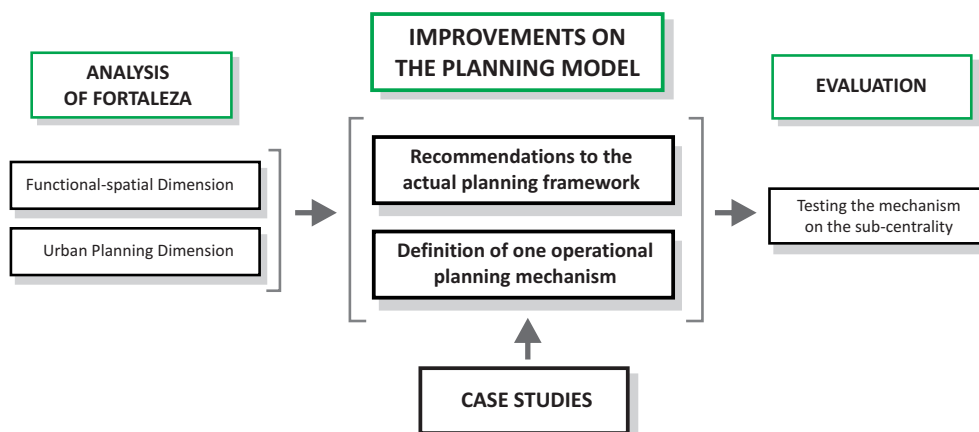 ANALYSIS
OF FORTALEZA
Functional-spatial Dimension
Urban Planning Dimension
IMPROVEMENTS ON
THE PLANNING MODEL
Recommendations to the
actual planning framework
Definition of one operational
planning mechanism
CASE STUDIES
EVALUATION
Testing the mechanism
on the sub-centrality